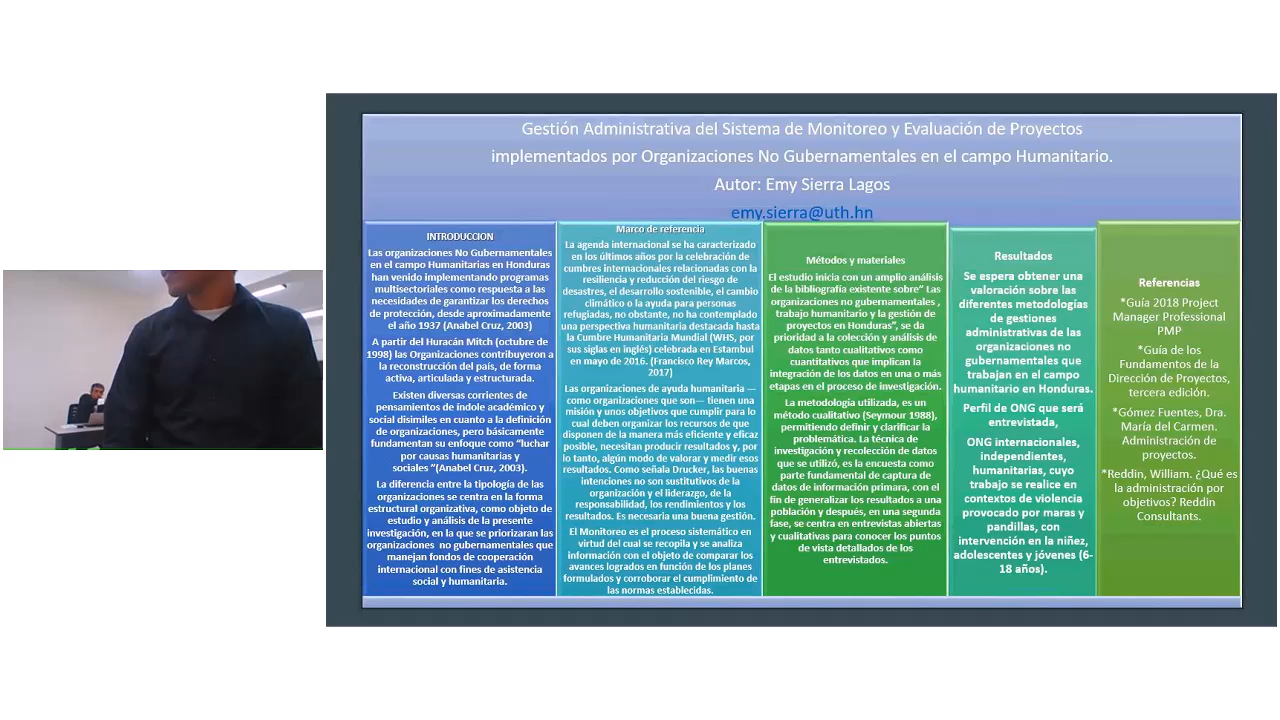 Gestión Administrativa del Sistema de Monitoreo y Evaluación de Proyectos
implementados por Organizaciones No Gubernamentales en el campo Humanitario.
Autor: Emy Sierra Lagos
emy.sierra@uth.hn
INTRODUCCION
Las organizaciones No Gubernamentales
en el campo Humanitarias en Honduras
han venido implementando programas
multisectoriales como respuesta a las
necesidades de garantizar los derechos
de protección, desde aproximadamente
el año 1937 (Anabel Cruz, 2003)
A partir del Huracán Mitch (octubre de
1998) las Organizaciones Contribuyeron a
la reconstrucción del país, de forma
activa, articulada y estructurada.
Existen diversas corrientes de
pensamientos de índole académico y
social disimiles en cuanto a la definición
de organizaciones, pero básicamente
fundamentan su enfoque como "luchar
por causas humanitarias y
sociales "(Anabel Cruz, 2003).
La diferencia entre la tipología de las
organizaciones se centra en la forma
estructural organizativa, como objeto de
estudio y análisis de la presente
investigación, en la que se priorizaran las
organizaciones no gubernamentales que
manejan fondos de cooperación
internacional con fines de asistencia
social y humanitaria.
Marco de referencia
La agenda internacional se ha caracterizado
en los últimos años por la celebración de
cumbres internacionales relacionadas con la
resiliencia y reducción del riesgo de
desastres, el desarrollo sostenible, el cambio
climático o la ayuda para personas
refugiadas, no obstante, no ha contemplado
una perspectiva humanitaria destacada hasta
la Cumbre Humanitaria Mundial (WHS, por
sus siglas en inglés) celebrada en Estambul
en mayo de 2016. (Francisco Rey Marcos,
2017)
Las organizaciones de ayuda humanitaria —
como organizaciones que son— tienen una
misión y unos objetivos que cumplir para lo
cual deben organizar los recursos de que
disponen de la manera más eficiente y eficaz
posible, necesitan producir resultados y, por
lo tanto, algún modo de valorar y medir esos
resultados. Como señala Drucker, las buenas
intenciones no son sustitutivos de la
organización y el liderazgo, de la
responsabilidad, los rendimientos y los
resultados. Es necesaria una buena gestión.
El Monitoreo es el proceso sistemático en
virtud del cual se recopila y se analiza
información con el objeto de comparar los
avances logrados en función de los planes
formulados y corroborar el cumplimiento de
las normas establecidas.
Métodos y materiales
El estudio inicia con un amplio análisis
de la bibliografía existente sobre" Las
organizaciones no gubernamentales ,
trabajo humanitario y la gestión de
proyectos en Honduras", se da
prioridad a la colección y análisis de
datos tanto cualitativos como
cuantitativos que implican la
integración de los datos en una o más
etapas en el proceso de investigación.
La metodología utilizada, es un
método cualitativo (Seymour 1988),
permitiendo definir y clarificar la
problemática. La técnica de
investigación y recolección de datos
que se utilizó, es la encuesta como
parte fundamental de captura de
datos de información primaria, con el
fin de generalizar los resultados a una
población y después, en una segunda
fase, se centra en entrevistas abiertas
y cualitativas para conocer los puntos
de vista detallados de los
entrevistados.
Resultados
Se espera obtener una
valoración sobre las
diferentes metodologías
de gestiones
administrativas de las
organizaciones no
gubernamentales que
trabajan en el campo
humanitario en Honduras.
Perfil de ONG que será
entrevistada,
ONG internacionales,
independientes,
humanitarias, cuyo
trabajo se realice en
contextos de violencia
provocado por maras y
pandillas, con
intervención en la niñez,
adolescentes y jóvenes (6-
18 años).
Referencias
*Guía 2018 Project
Manager Professional
PMP
*Guía de los
Fundamentos de la
Dirección de Proyectos,
tercera edición.
*Gómez Fuentes, Dra.
María del Carmen.
Administración de
proyectos.
*Reddin, William. ¿Qué es
la administración por
objetivos? Reddin
Consultants.